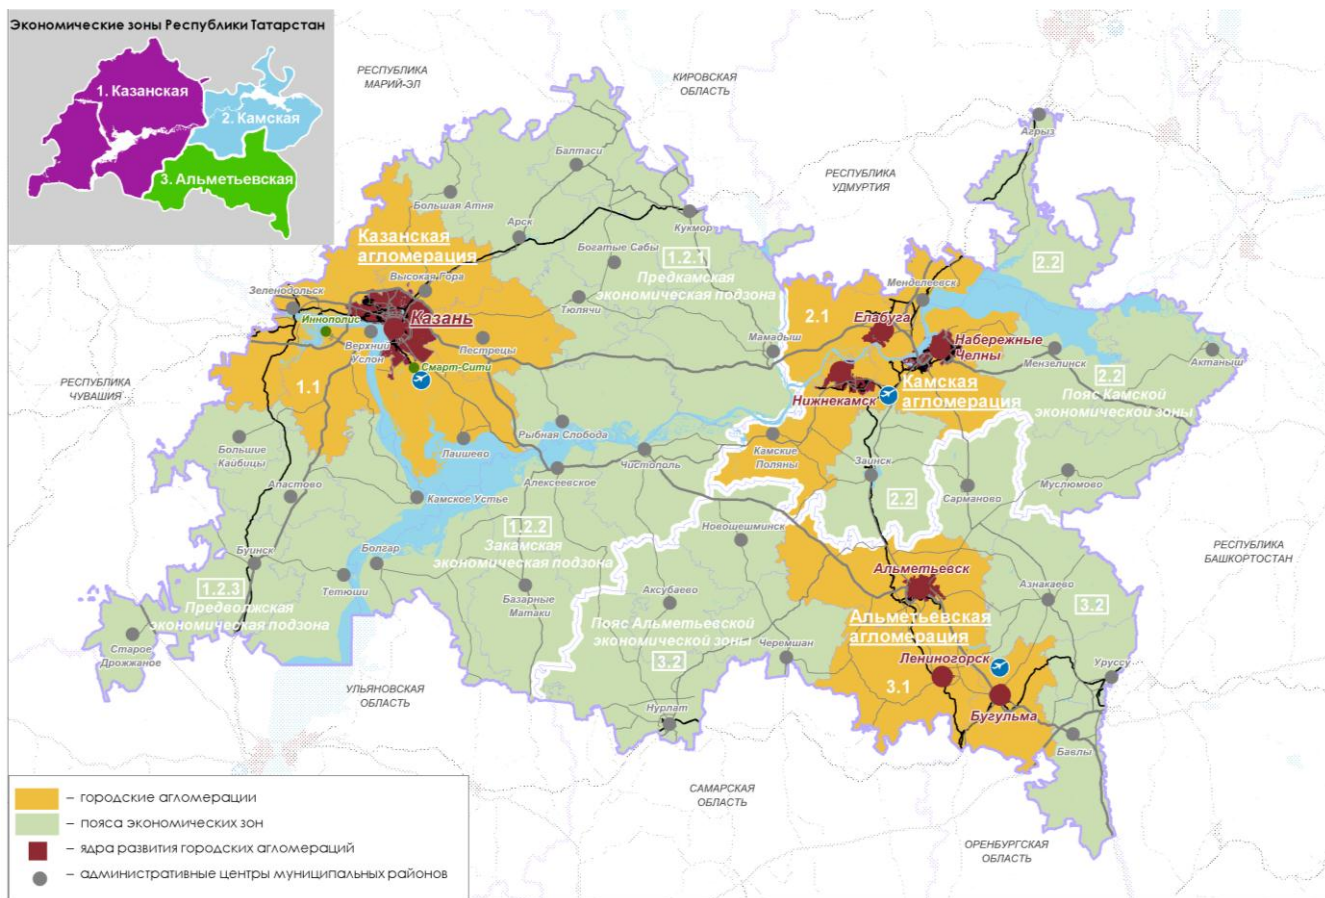 Экономические зоны Республики Татарстан
1. Казанская
2. Камская
3. Альметьевская
РЕСПУБЛИКА
МАРИЙ-ЭЛ
КИРОВСКАЯ
ОБЛАСТЬ
РЕСПУБЛИКА
УДМУРТИЯ
РЕСПУБЛИКА
ЧУВАШИЯ
РЕСПУБЛИКА
БАШКОРТОСТАН
УЛЬЯНОВСКАЯ
ОБЛАСТЬ
САМАРСКАЯ
ОБЛАСТЬ
ОРЕНБУРГСКАЯ
ОБЛАСТЬ
Агрыз
Балтаси
Большая Атня
Арск
Кукмор
Богатые Сабы
Казанская
агломерация
1.2.1
Предкамская
экономическая подзона
2.2
Высокая Гора
Зеленодольск
Иннополис
Казань
Тюлячи
Менделеевск
2.1
Елабуга
Набережные
Челны
Верхний
Услон
Пестрецы
Мамадыш
Смарт-Сити
Мензелинск
Актаныш
1.1
Нижнекамск
Камская
агломерация
2.2
Пояс Камской
экономической зоны
Большие
Кайбицы
Лаишево
Рыбная Слобода
Чистополь
Камские
Поляны
Заинск
Алексеевское
Апастово
Камское Устье
2.2
Сарманово
Муслюмово
1.2.2
Закамская
экономическая подзона
Новошешминск
Буинск
Болгар
Тетюши
1.2.3
Предволжская
экономическая подзона
Базарные
Матаки
Аксубаево
Альметьевск
Азнакаево
3.2
Пояс Альметьевской
экономической зоны
3.2
Альметьевская
агломерация
Старое
Дрожжаное
Черемшан
Лениногорск
3.1
Уруссу
Нурлат
Бугульма
Бавлы
– городские агломерации
– пояса экономических зон
– ядра развития городских агломераций
– административные центры муниципальных районов